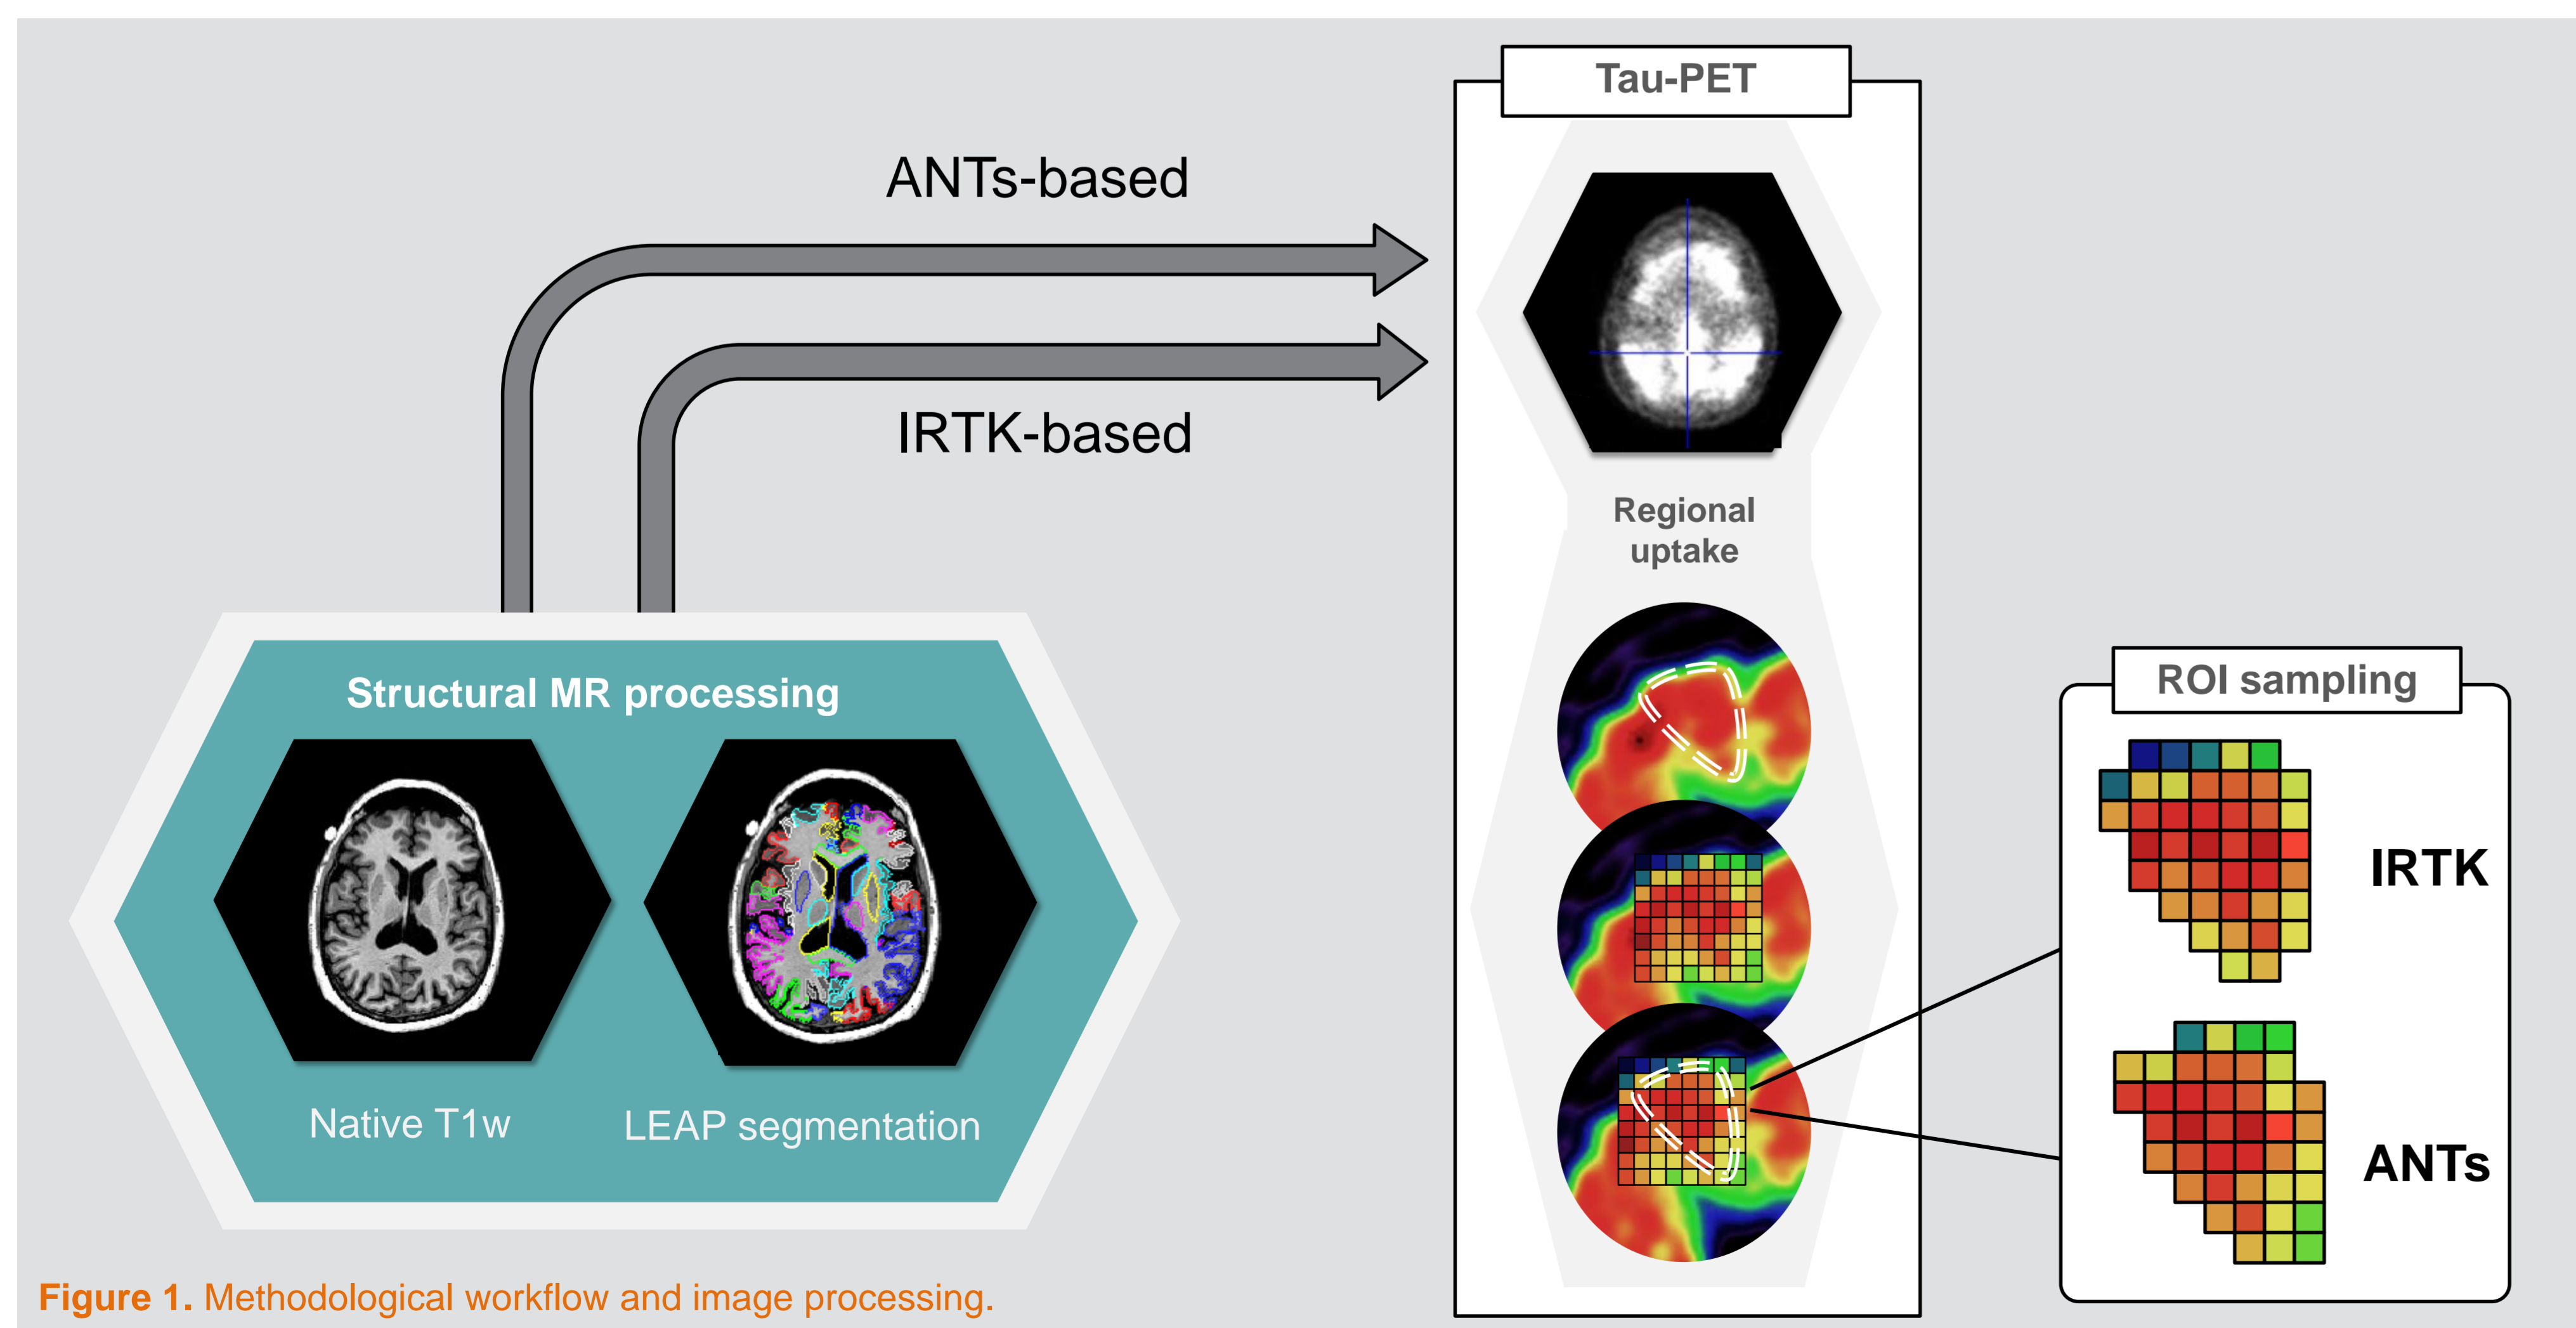 Tau-PET
ANTs-based
IRTK-based
Regional
uptake
Structural MR processing
Native T1w
LEAP segmentation
ROI sampling
IRTK
ANTs
Figure 1. Methodological workflow and image processing.